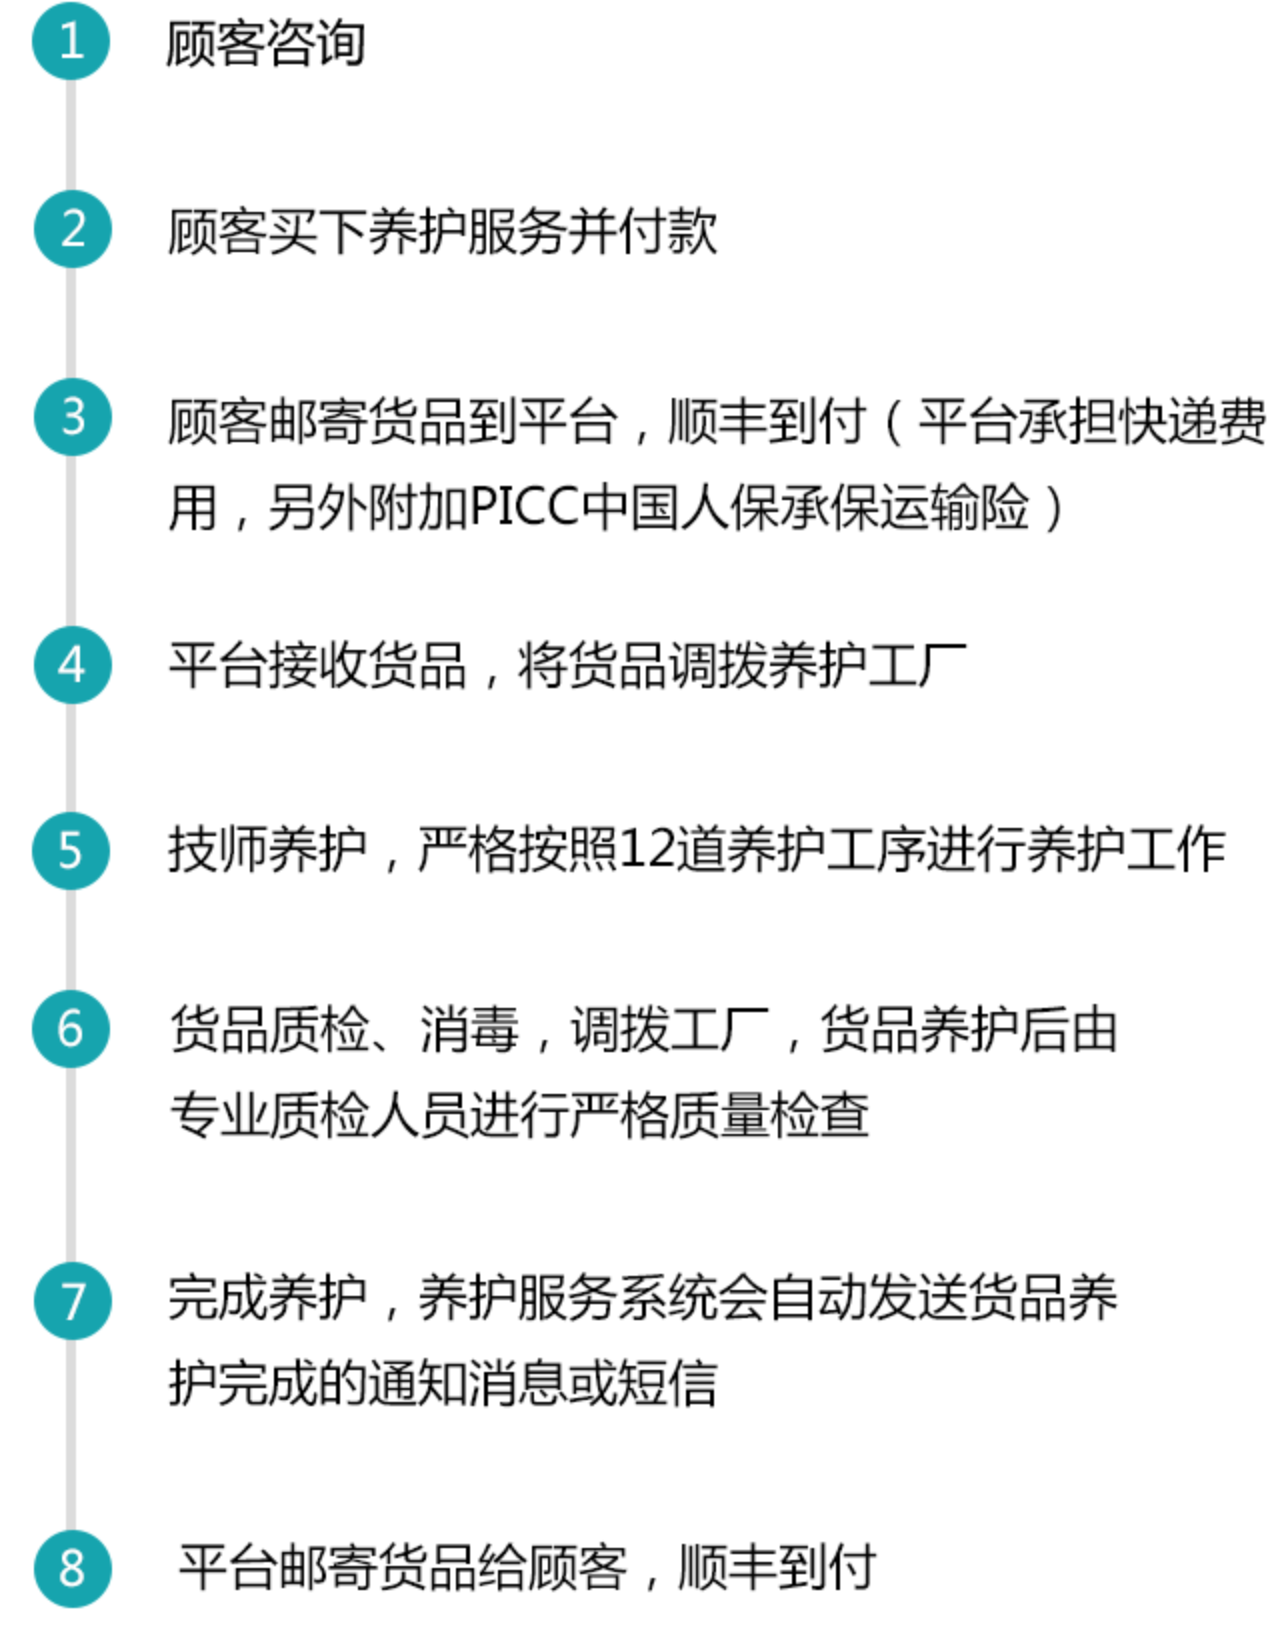 1 顾客咨询
2 顾客买下养护服务并付款
3 顾客邮寄货品到平台，顺丰到付（平台承担快递费
用，另外附加PICC中国人保承保运输险）
4 平台接收货品，将货品调拨养护工厂
5 技师养护，严格按照12道养护工序进行养护工作
6 货品质检、消毒，调拨工厂，货品养护后由
专业质检人员进行严格质量检查
7 完成养护，养护服务系统会自动发送货品养
护完成的通知消息或短信
8 平台邮寄货品给顾客，顺丰到付